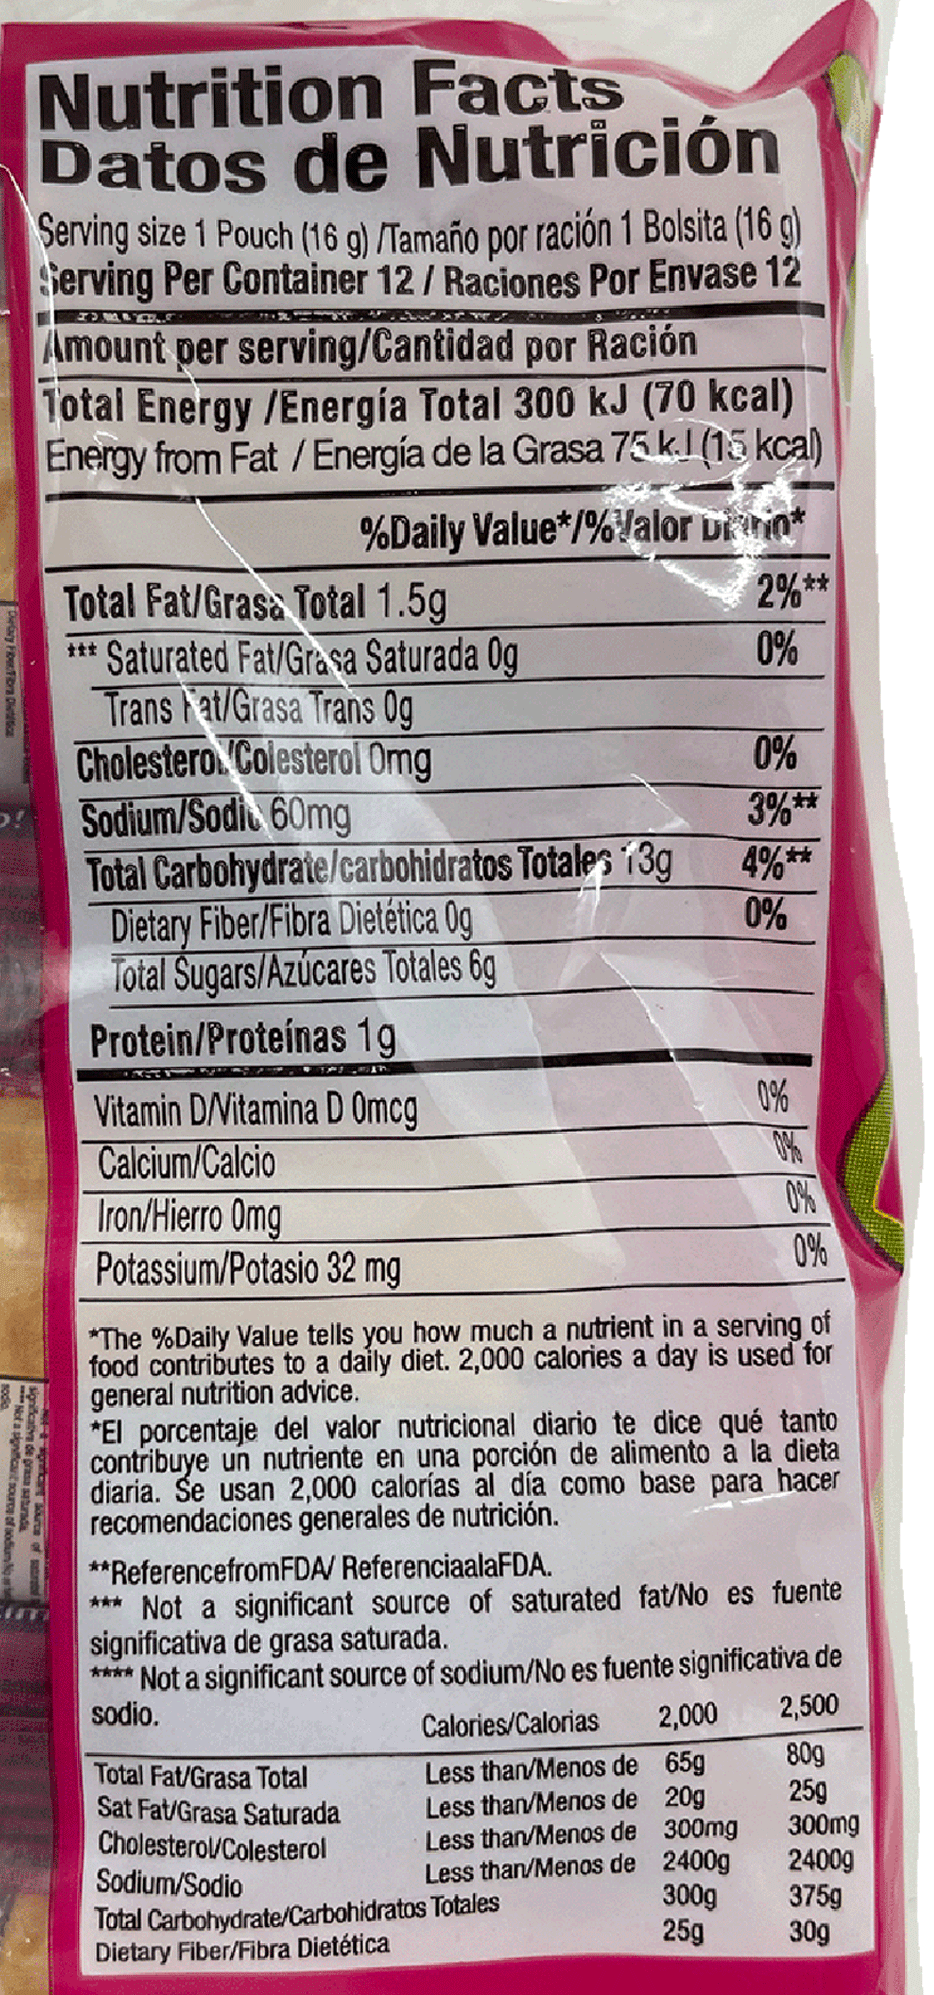 Nutrition Facts
Datos de Nutrición
Serving size 1 Pouch (16 g) /Tamaño por ración 1 Bolsita (16 g)
Serving Per Container 12 / Raciones Por Envase 12
Amount per serving/Cantidad por Ración
Total Energy /Energía Total 300 kJ (70 kcal)
Energy from Fat / Energía de la Grasa 75 kJ (15 kcal)
%Daily Value*/%Valor Diario*
Total Fat/Grasa Total 1.5g 2%**
*** Saturated Fat/Grasa Saturada 0g 0%
Trans Fat/Grasa Trans 0g
Cholesterol/Colesterol 0mg 0%
Sodium/Sodio 60mg 3%**
Total Carbohydrate/carbohidratos Totales 13g 4%**
Dietary Fiber/Fibra Dietética 0g 0%
Total Sugars/Azúcares Totales 6g
Protein/Proteínas 1g
Vitamin D/Vitamina D 0mcg 0%
Calcium/Calcio 0%
Iron/Hierro 0mg 0%
Potassium/Potasio 32 mg 0%
*The %Daily Value tells you how much a nutrient in a serving of
food contributes to a daily diet. 2,000 calories a day is used for
general nutrition advice.
*El porcentaje del valor nutricional diario te dice qué tanto
contribuye un nutriente en una porción de alimento a la dieta
diaria. Se usan 2,000 calorías al día como base para hacer
recomendaciones generales de nutrición.
**ReferencefromFDA/ ReferenciaalaFDA.
*** Not a significant source of saturated fat/No es fuente
significativa de grasa saturada.
**** Not a significant source of sodium/No es fuente significativa de
sodio.
Calories/Calorias 2,000 2,500
Total Fat/Grasa Total Less than/Menos de 65g 80g
Sat Fat/Grasa Saturada Less than/Menos de 20g 25g
Cholesterol/Colesterol Less than/Menos de 300mg 300mg
Sodium/Sodio Less than/Menos de 2400g 2400g
Total Carbohydrate/Carbohidratos Totales 300g 375g
Dietary Fiber/Fibra Dietética 25g 30g